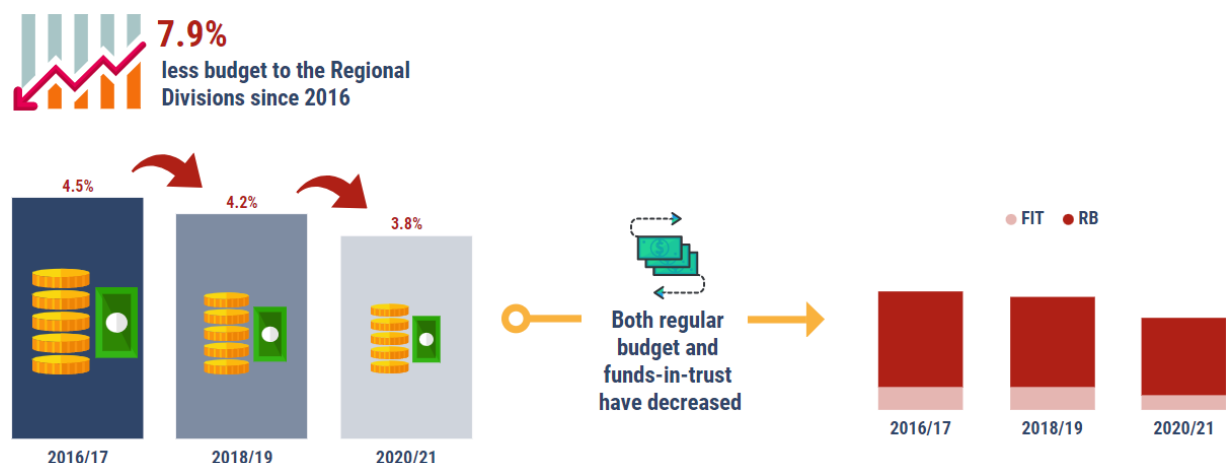 7.9%
less budget to the Regional
Divisions since 2016
4.5%
4.2%
3.8%
2016/17
2018/19
2020/21
Both regular
budget and
funds-in-trust
have decreased
FIT
RB
2016/17
2018/19
2020/21